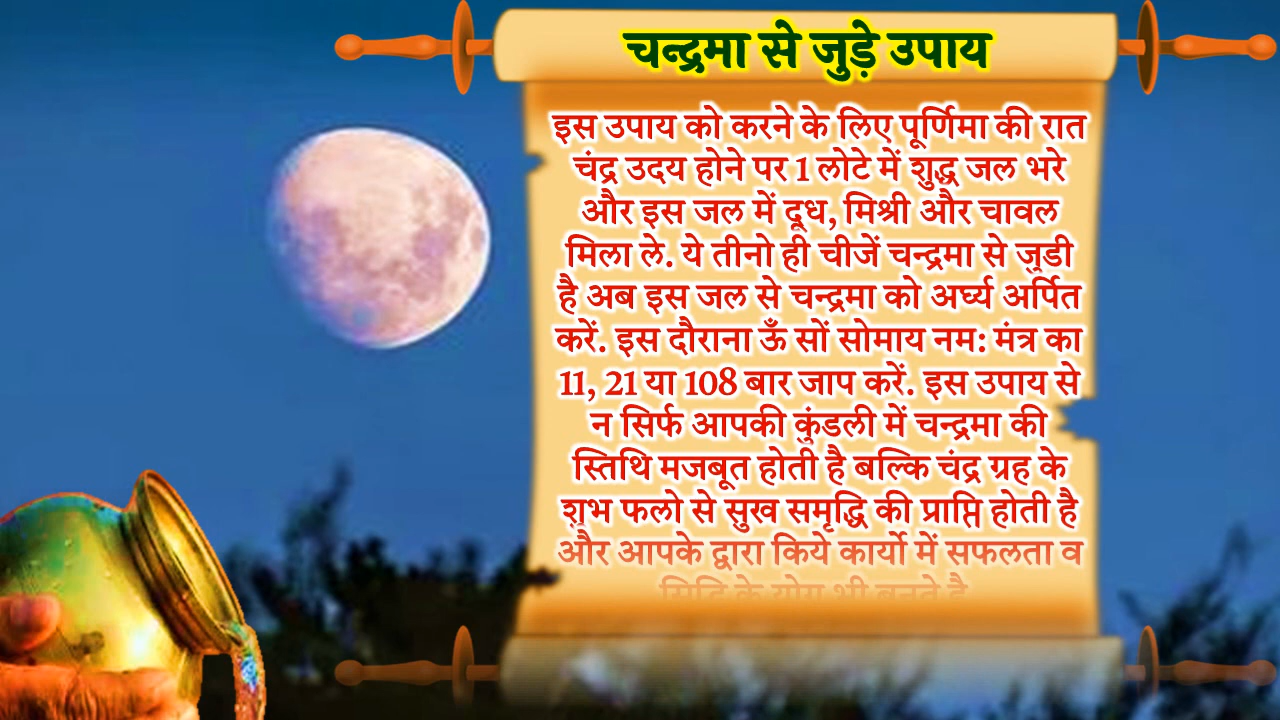 चन्द्रमा से जुड़े उपाय
इस उपाय को करने के लिए पूर्णिमा की रात
चंद्र उदय होने पर 1 लोटे में शुद्ध जल भरे
और इस जल में दूध, मिश्री और चावल
मिला ले. ये तीनो ही चीजें चन्द्रमा से जुडी
है अब इस जल से चन्द्रमा को अर्घ्य अर्पित
करें. इस दौराना ऊँ सों सोमाय नम: मंत्र का
11, 21 या 108 बार जाप करें. इस उपाय से
न सिर्फ आपकी कुंडली में चन्द्रमा की
स्तिथि मजबूत होती है बल्कि चंद्र ग्रह के
शुभ फलो से सुख समृद्धि की प्राप्ति होती है
और आपके द्वारा किये कार्यो में सफलता व
के योग भी बनते है